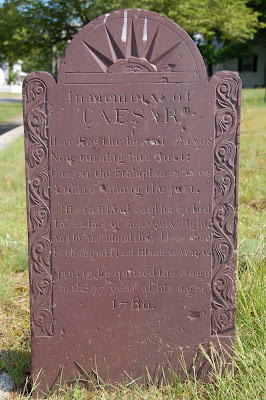 In memory of
CAESAR
Here lies the best of slaves
Now turning into dust;
Caesar the Ethiopian craves
A place among the just.
His faithful soul has fled
To realms of heavenly light,
And by the blood that Jesus shed
Is changed from Black to White.
Jan. 15, he quitted the stage
in the 77th year of his age.
1780.